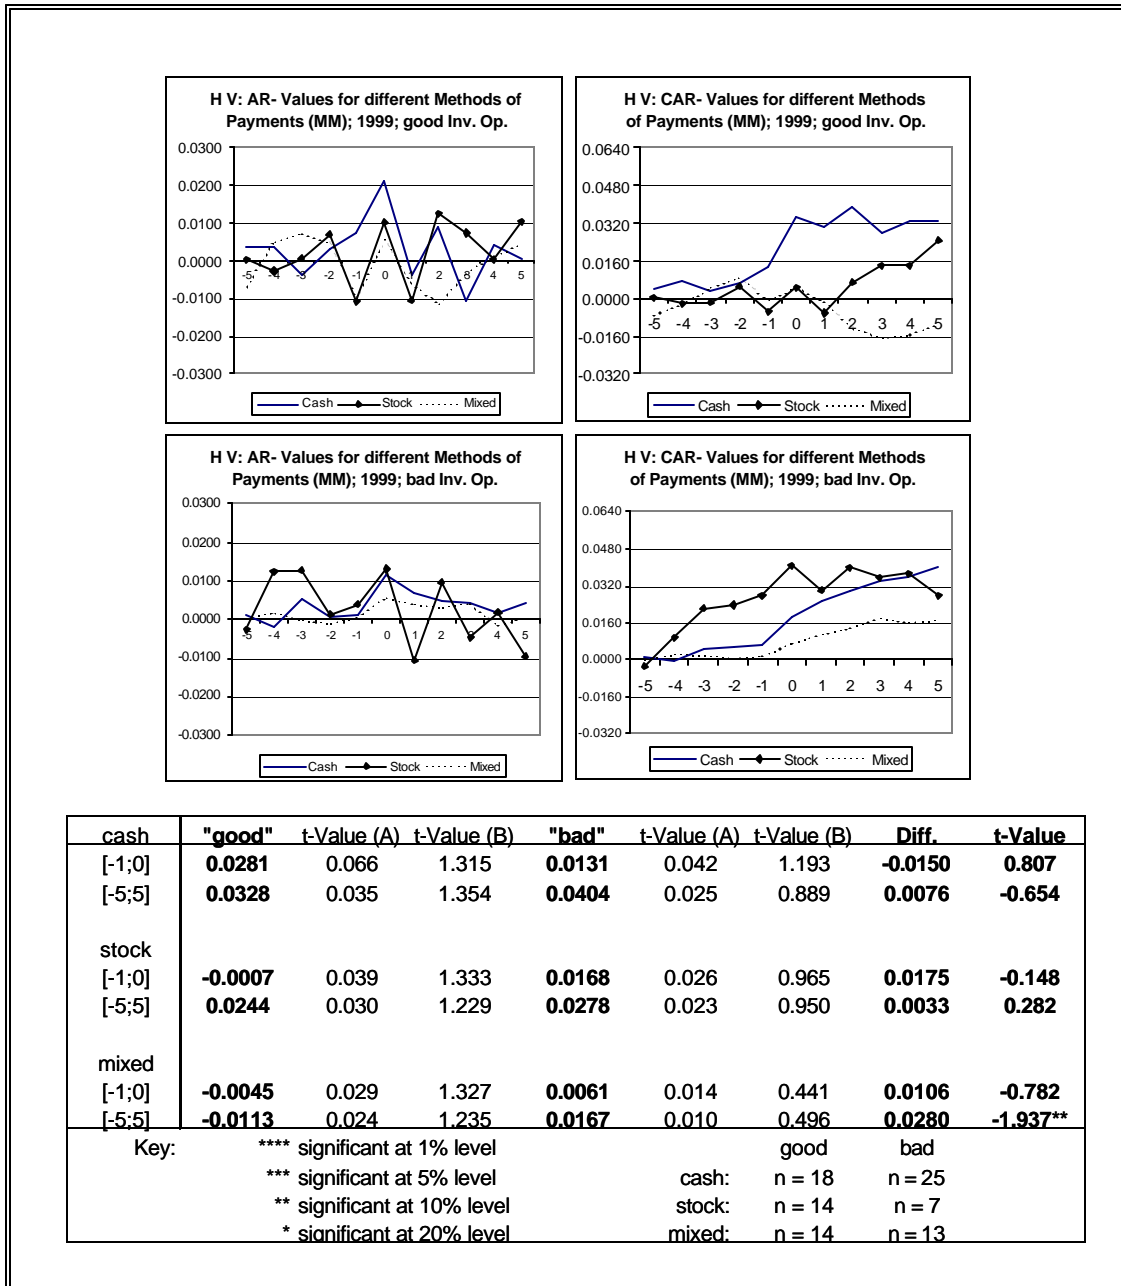 H V: AR- Values for different Methods of
Payments (MM); 1999; good Inv. Op.
0.0300
0.0200
0.0100
0.0000
-0.0100
-0.0200
-0.0300
-5 -4 -3 -2 -1 0 1 2 3 4 5
Cash Stock Mixed
H V: CAR- Values for different Methods
of Payments (MM); 1999; good Inv. Op.
0.0640
0.0480
0.0320
0.0160
0.0000
-0.0160
-0.0320
-5 -4 -3 -2 -1 0 1 2 3 4 5
Cash Stock Mixed
H V: AR- Values for different Methods of
Payments (MM); 1999; bad Inv. Op.
0.0300
0.0200
0.0100
0.0000
-0.0100
-0.0200
-0.0300
-5 -4 -3 -2 -1 0 1 2 3 4 5
Cash Stock Mixed
H V: CAR- Values for different Methods
of Payments (MM); 1999; bad Inv. Op.
0.0640
0.0480
0.0320
0.0160
0.0000
-0.0160
-0.0320
-5 -4 -3 -2 -1 0 1 2 3 4 5
Cash Stock Mixed
cash "good" t-Value (A) t-Value (B) "bad" t-Value (A) t-Value (B) Diff. t-Value
[-1;0] 0.0281 0.066 1.315 0.0131 0.042 1.193 -0.0150 0.807
[-5;5] 0.0328 0.035 1.354 0.0404 0.025 0.889 0.0076 -0.654
stock
[-1;0] -0.0007 0.039 1.333 0.0168 0.026 0.965 0.0175 -0.148
[-5;5] 0.0244 0.030 1.229 0.0278 0.023 0.950 0.0033 0.282
mixed
[-1;0] -0.0045 0.029 1.327 0.0061 0.014 0.441 0.0106 -0.782
[-5;5] -0.0113 0.024 1.235 0.0167 0.010 0.496 0.0280 -1.937**
Key: **** significant at 1% level good bad
*** significant at 5% level cash: n = 18 n = 25
** significant at 10% level stock: n = 14 n = 7
* significant at 20% level mixed: n = 14 n = 13